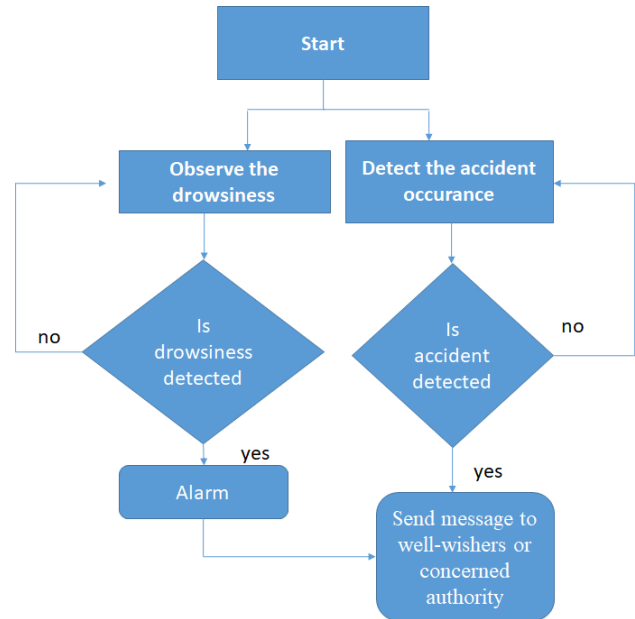 Start
Observe the
drowsiness
Detect the accident
occurance
Is
drowsiness
detected
no
Is
accident
detected
no
yes
yes
Alarm
Send message to
well-wishers or
concerned
authority